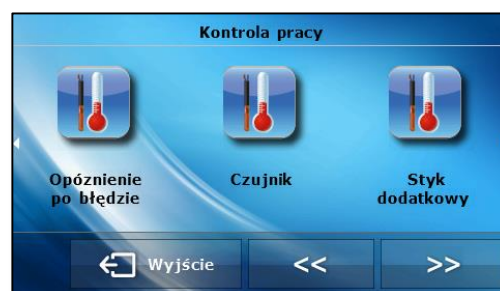 Kontrola pracy
Opóznienie
po błędzie
Czujnik
Styk
dodatkowy
Wyjście
<<
>>